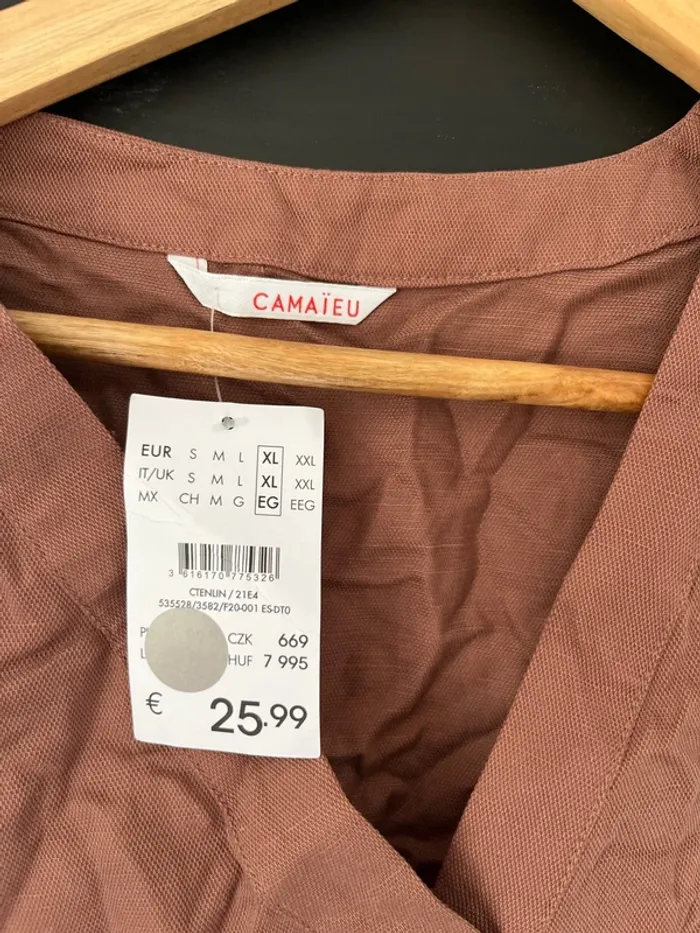 CAMAÏEU
EUR S M L XL XXL
IT/UK S M L XL XXL
MX CH M G EG EEG
3 616170 775326
CTENLIN / 21E4
535528/3582/F20-001 ES-DT0
CZK 669
HUF 7 995
€ 25.99